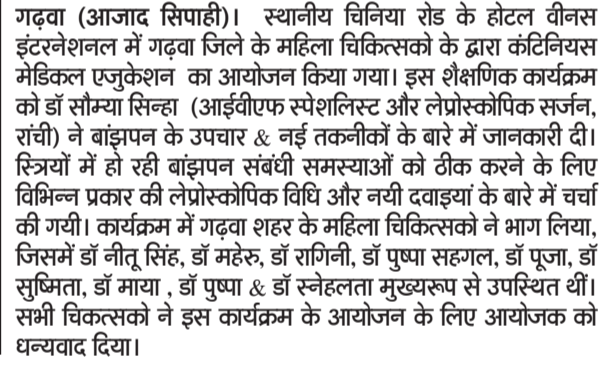 गढ़वा (आजाद सिपाही)। स्थानीय चिनिया रोड के होटल वीनस
इंटरनेशनल में गढ़वा जिले के महिला चिकित्सको के द्वारा कंटिनियस
मेडिकल एजुकेशन का आयोजन किया गया। इस शैक्षणिक कार्यक्रम
को डॉ सौम्या सिन्हा (आईवीएफ स्पेशलिस्ट और लेप्रोस्कोपिक सर्जन,
रांची) ने बांझपन के उपचार & नई तकनीकों के बारे में जानकारी दी।
स्त्रियों में हो रही बांझपन संबंधी समस्याओं को ठीक करने के लिए
विभिन्न प्रकार की लेप्रोस्कोपिक विधि और नयी दवाइयां के बारे में चर्चा
की गयी। कार्यक्रम में गढ़वा शहर के महिला चिकित्सको ने भाग लिया,
जिसमें डॉ नीतू सिंह, डॉ महेरु, डॉ रागिनी, डॉ पुष्पा सहगल, डॉ पूजा, डॉ
सुष्मिता, डॉ माया , डॉ पुष्पा & डॉ स्नेहलता मुख्यरूप से उपस्थित थीं।
सभी चिकत्सको ने इस कार्यक्रम के आयोजन के लिए आयोजक को
धन्यवाद दिया।